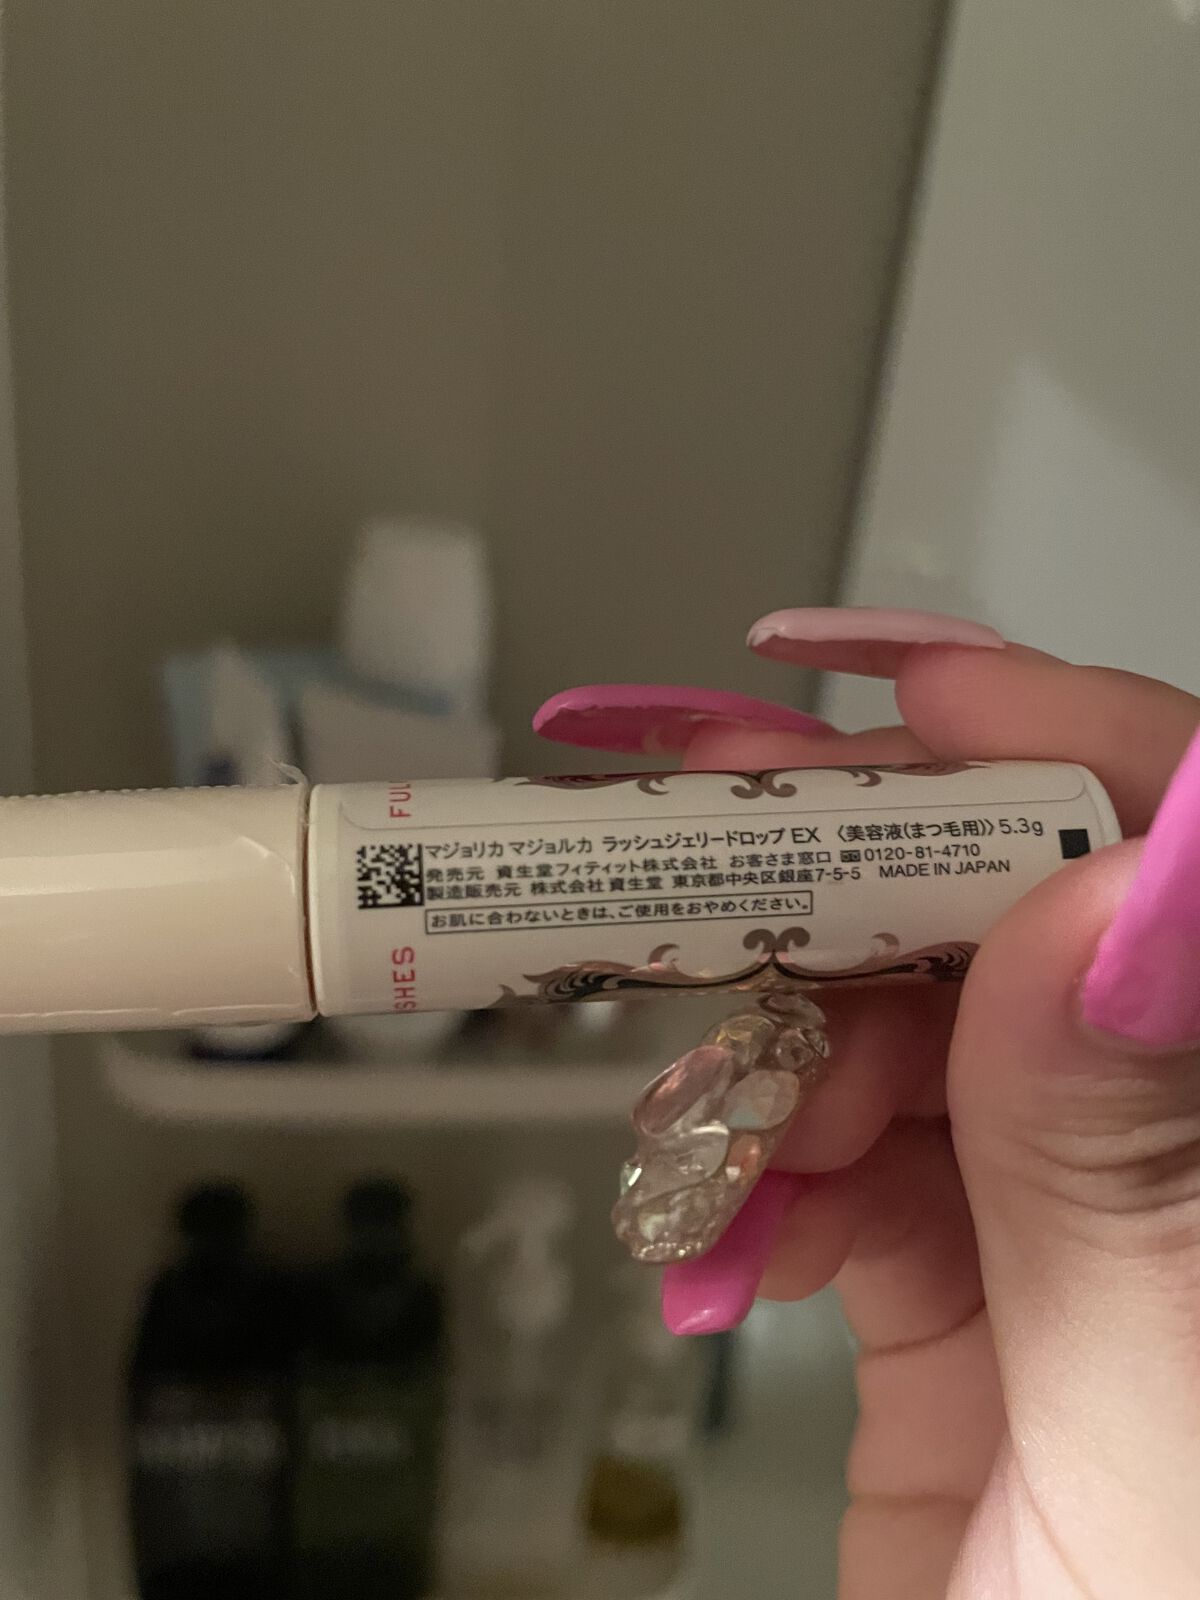 FUL
SHES
マジョリカ マジョルカ ラッシュジェリードロップ EX 〈美容液(まつ毛用)〉5.3g
発売元 資生堂フィティット株式会社 お客さま窓口 0120-81-4710
製造販売元 株式会社 資生堂 東京都中央区銀座7-5-5 MADE IN JAPAN
お肌に合わないときは、ご使用をおやめください。